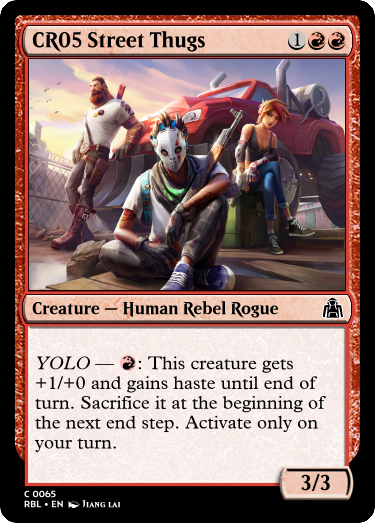 CR05 Street Thugs 1
Creature — Human Rebel Rogue
YOLO — : This creature gets
+1/+0 and gains haste until end of
turn. Sacrifice it at the beginning of
the next end step. Activate only on
your turn.
3/3
C 0065
RBL • EN JIANG LAI